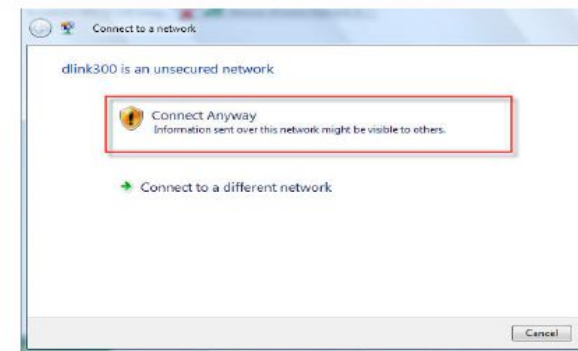 Connect to a network
dlink300 is an unsecured network
Connect Anyway
Information sent over this network might be visible to others.
Connect to a different network
Cancel